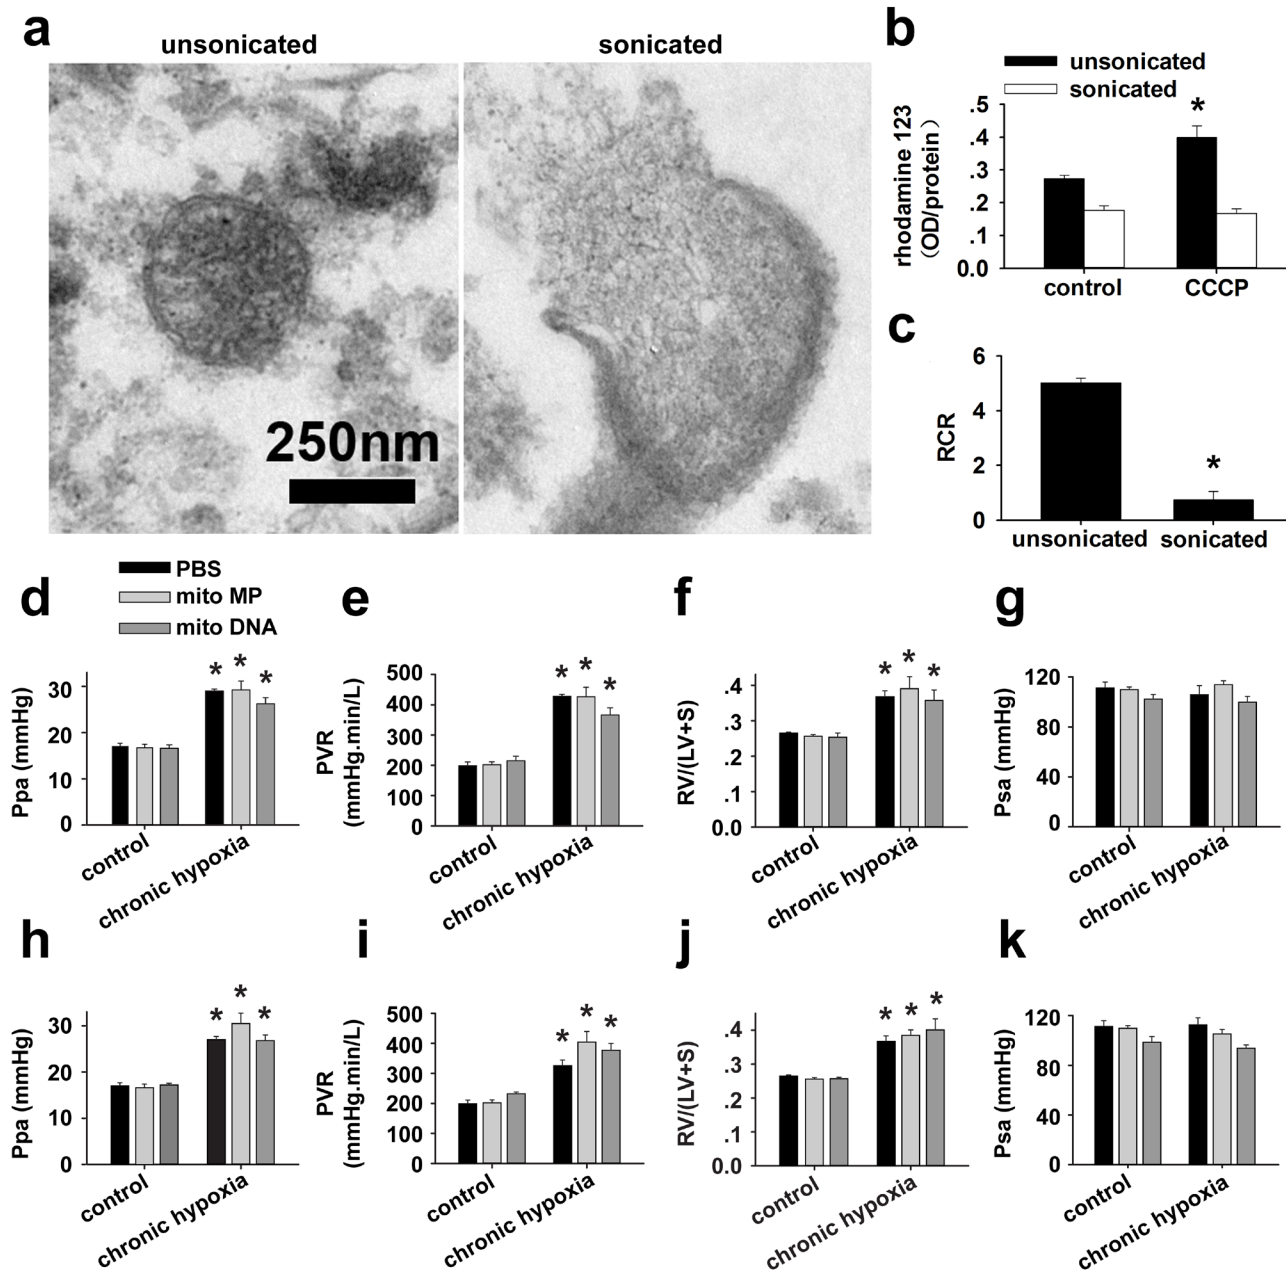 a
unsonicated
sonicated
250nm
b
unsonicated
sonicated
rhodamine 123
(OD/protein)
.5
.4
.3
.2
.1
0.0
*
control
CCCP
c
RCR
6
4
2
0
*
unsonicated
sonicated
PBS
mito MP
mito DNA
d
Ppa (mmHg)
30
20
10
0
* * *
control
chronic hypoxia
e
PVR
(mmHg.min/L)
500
400
300
200
100
0
* * *
control
chronic hypoxia
f
RV/(LV+S)
.4
.3
.2
.1
0.0
* * *
control
chronic hypoxia
g
Psa (mmHg)
120
80
40
0
control
chronic hypoxia
h
Ppa (mmHg)
30
20
10
0
* * *
control
chronic hypoxia
i
PVR
(mmHg.min/L)
500
400
300
200
100
0
* * *
control
chronic hypoxia
j
RV/(LV+S)
.4
.3
.2
.1
0.0
* * *
control
chronic hypoxia
k
Psa (mmHg)
120
80
40
0
control
chronic hypoxia